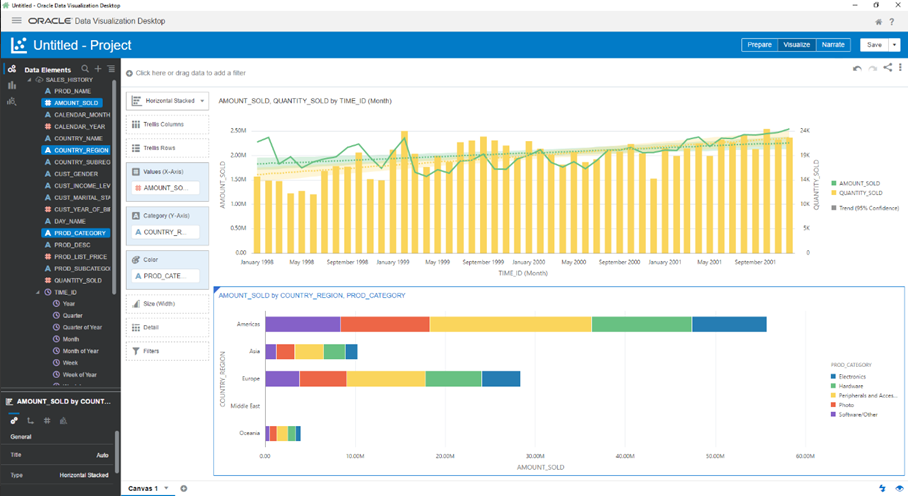 Untitled - Oracle Data Visualization Desktop
ORACLE Data Visualization Desktop
Untitled - Project
Prepare Visualize Narrate Save
Data Elements
Click here or drag data to add a filter
SALES_HISTORY
PROD_NAME
AMOUNT_SOLD
CALENDAR_MONTH
CALENDAR_YEAR
COUNTRY_NAME
COUNTRY_REGION
COUNTRY_SUBREG
CUST_GENDER
CUST_INCOME_LEV
CUST_MARITAL_STA
CUST_YEAR_OF_BIR
DAY_NAME
PROD_CATEGORY
PROD_DESC
PROD_LIST_PRICE
PROD_SUBCATEGO
QUANTITY_SOLD
TIME_ID
Year
Quarter
Quarter of Year
Month
Month of Year
Week
Week of Year
AMOUNT_SOLD by COUNT...
General
Title Auto
Type Horizontal Stacked
Horizontal Stacked
Trellis Columns
Trellis Rows
Values (X-Axis)
AMOUNT_SO...
Category (Y-Axis)
COUNTRY_R...
Color
PROD_CATE...
Size (Width)
Detail
Filters
AMOUNT_SOLD, QUANTITY_SOLD by TIME_ID (Month)
AMOUNT_SOLD
2.50M
2.00M
1.50M
1.00M
0.50M
0.00
24K
19K
14K
10K
5K
0
QUANTITY_SOLD
January 1998 May 1998 September 1998 January 1999 May 1999 September 1999 January 2000 May 2000 September 2000 January 2001 May 2001 September 2001
TIME_ID (Month)
AMOUNT_SOLD
QUANTITY_SOLD
Trend (95% Confidence)
AMOUNT_SOLD by COUNTRY_REGION, PROD_CATEGORY
COUNTRY_REGION
Americas
Asia
Europe
Middle East
Oceania
0.00 10.00M 20.00M 30.00M 40.00M 50.00M 60.00M
AMOUNT_SOLD
PROD_CATEGORY
Electronics
Hardware
Peripherals and Acces...
Photo
Software/Other
Canvas 1